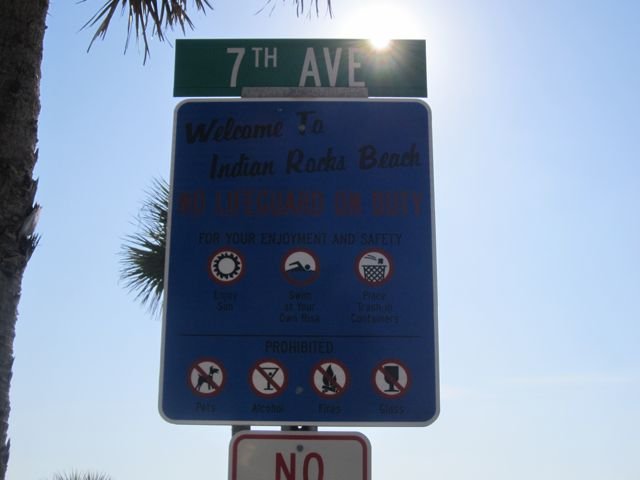 7TH AVE
Welcome To
Indian Rocks Beach
NO LIFEGUARD ON DUTY
FOR YOUR ENJOYMENT AND SAFETY
Enjoy Sun
Swim at Your Own Risk
Place Trash in Containers
PROHIBITED
Pets Alcohol Fires Glass
NO